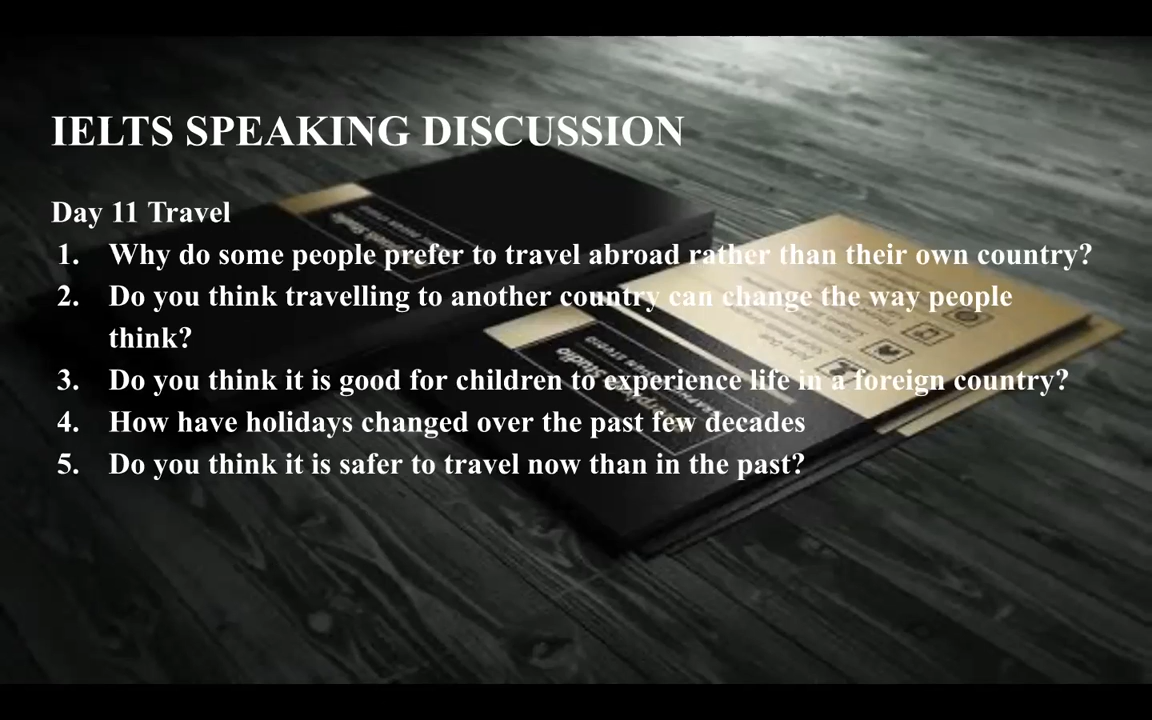 IELTS SPEAKING DISCUSSION
Day 11 Travel
1. Why do some people prefer to travel abroad rather than their own country?
2. Do you think travelling to another country can change the way people
think?
3. Do you think it is good for children to experience life in a foreign country?
4. How have holidays changed over the past few decades
5. Do you think it is safer to travel now than in the past?